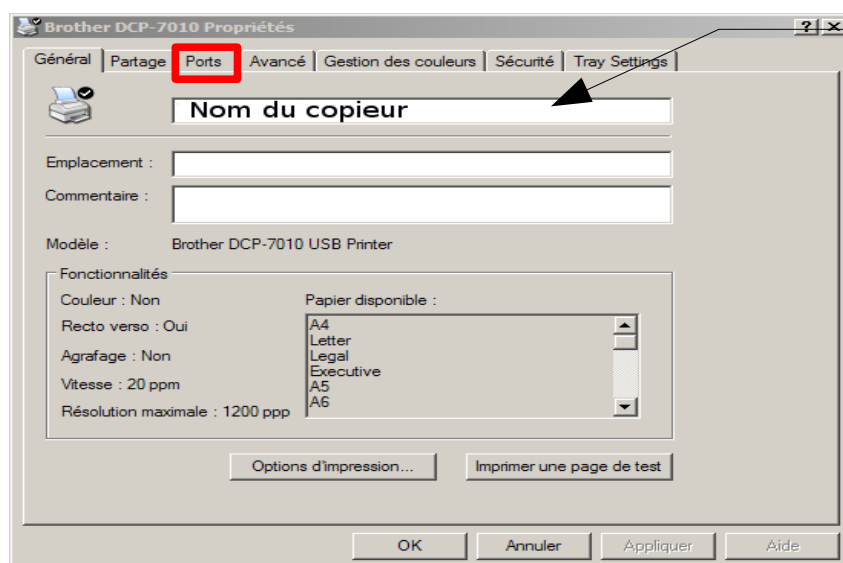 Brother DCP-7010 Propriétés
Général Partage Ports Avancé Gestion des couleurs Sécurité Tray Settings
Nom du copieur
Emplacement :
Commentaire :
Modèle : Brother DCP-7010 USB Printer
Fonctionnalités
Couleur : Non Papier disponible :
Recto verso : Oui
Agrafage : Non
Vitesse : 20 ppm
Résolution maximale : 1200 ppp
A4
Letter
Legal
Executive
A5
A6
Options d'impression... Imprimer une page de test
OK Annuler Appliquer Aide